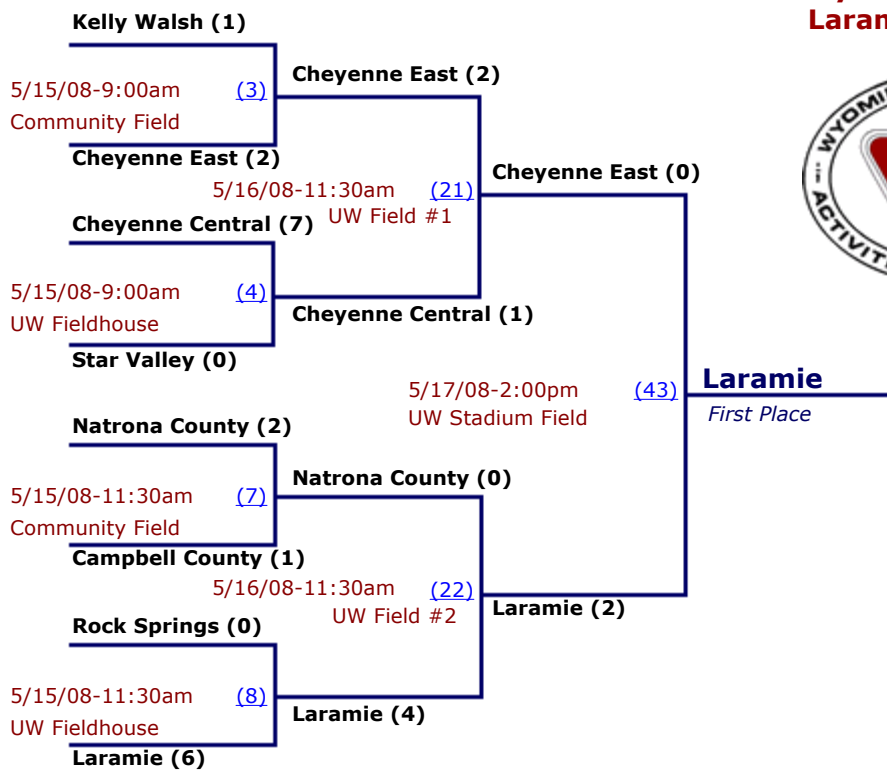 Kelly Walsh (1)
5/15/08-9:00am (3)
Community Field
Cheyenne East (2)
Cheyenne East (2)
5/16/08-11:30am (21)
UW Field #1
Cheyenne Central (7)
5/15/08-9:00am (4)
UW Fieldhouse
Star Valley (0)
Cheyenne Central (1)
Cheyenne East (0)
5/17/08-2:00pm (43)
UW Stadium Field
Laramie
First Place
Natrona County (2)
5/15/08-11:30am (7)
Community Field
Campbell County (1)
Natrona County (0)
5/16/08-11:30am (22)
UW Field #2
Laramie (2)
Rock Springs (0)
5/15/08-11:30am (8)
UW Fieldhouse
Laramie (6)
Laramie (4)